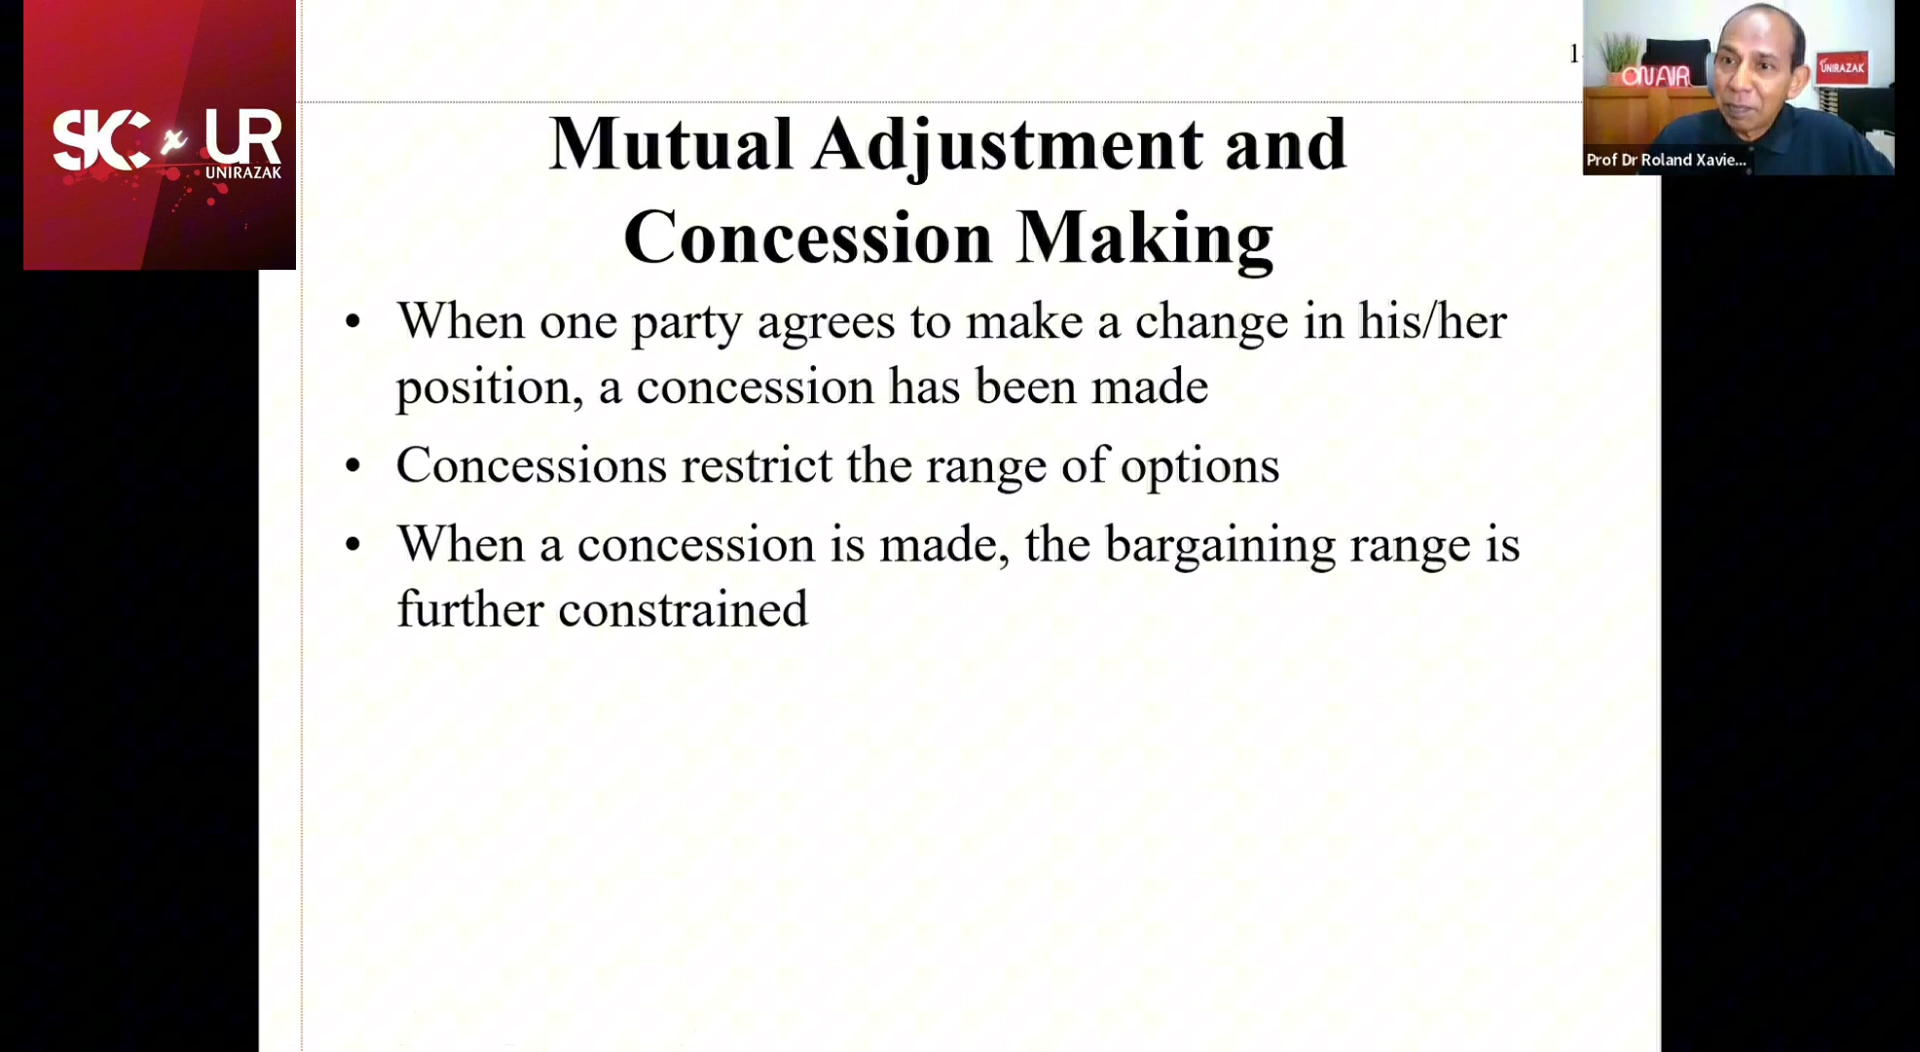 SKC x UR
UNIRAZAK
ON AIR
UNIRAZAK
Prof Dr Roland Xavie...
Mutual Adjustment and
Concession Making
• When one party agrees to make a change in his/her
position, a concession has been made
• Concessions restrict the range of options
• When a concession is made, the bargaining range is
further constrained